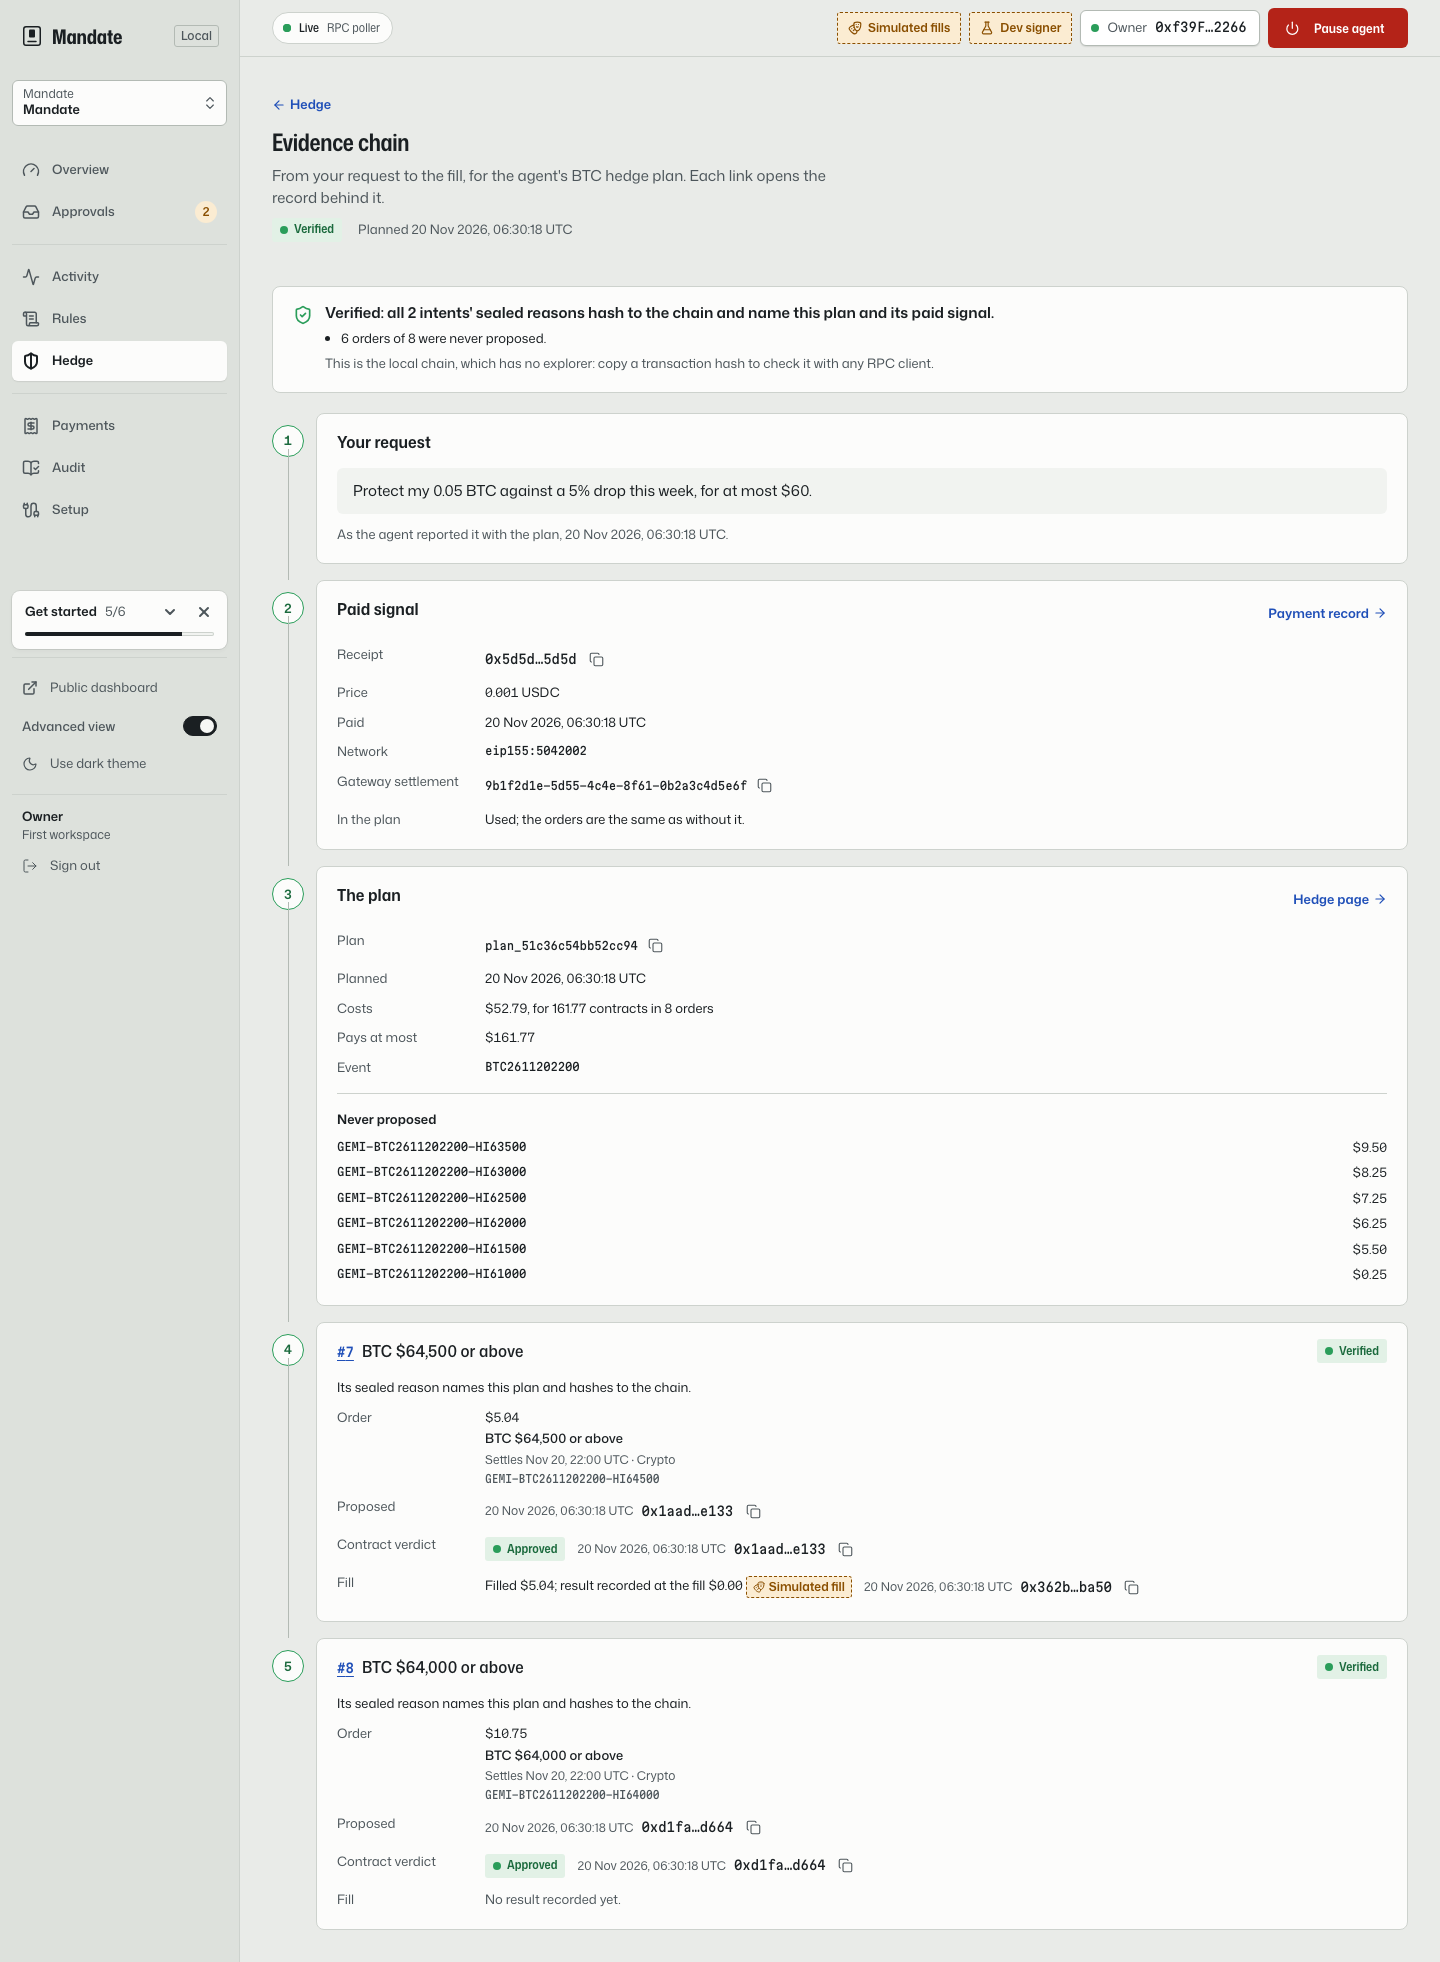 Mandate
Local
Mandate
Mandate
Overview
Approvals
2
Activity
Rules
Hedge
Payments
Audit
Setup
Get started 5/6
Public dashboard
Advanced view
Use dark theme
Owner
First workspace
Sign out
Live RPC poller
Simulated fills
Dev signer
Owner 0xf39F…2266
Pause agent
Hedge
Evidence chain
From your request to the fill, for the agent's BTC hedge plan. Each link opens the
record behind it.
Verified
Planned 20 Nov 2026, 06:30:18 UTC
Verified: all 2 intents' sealed reasons hash to the chain and name this plan and its paid signal.
6 orders of 8 were never proposed.
This is the local chain, which has no explorer: copy a transaction hash to check it with any RPC client.
1
Your request
Protect my 0.05 BTC against a 5% drop this week, for at most $60.
As the agent reported it with the plan, 20 Nov 2026, 06:30:18 UTC.
2
Paid signal
Payment record
Receipt 0x5d5d…5d5d
Price 0.001 USDC
Paid 20 Nov 2026, 06:30:18 UTC
Network eip155:5042002
Gateway settlement 9b1f2d1e-5d55-4c4e-8f61-0b2a3c4d5e6f
In the plan Used; the orders are the same as without it.
3
The plan
Hedge page
Plan plan_51c36c54bb52cc94
Planned 20 Nov 2026, 06:30:18 UTC
Costs $52.79, for 161.77 contracts in 8 orders
Pays at most $161.77
Event BTC2611202200
Never proposed
GEMI-BTC2611202200-HI63500 $9.50
GEMI-BTC2611202200-HI63000 $8.25
GEMI-BTC2611202200-HI62500 $7.25
GEMI-BTC2611202200-HI62000 $6.25
GEMI-BTC2611202200-HI61500 $5.50
GEMI-BTC2611202200-HI61000 $0.25
4
#7 BTC $64,500 or above
Verified
Its sealed reason names this plan and hashes to the chain.
Order $5.04
BTC $64,500 or above
Settles Nov 20, 22:00 UTC · Crypto
GEMI-BTC2611202200-HI64500
Proposed 20 Nov 2026, 06:30:18 UTC 0x1aad…e133
Contract verdict Approved 20 Nov 2026, 06:30:18 UTC 0x1aad…e133
Fill Filled $5.04; result recorded at the fill $0.00 Simulated fill 20 Nov 2026, 06:30:18 UTC 0x362b…ba50
5
#8 BTC $64,000 or above
Verified
Its sealed reason names this plan and hashes to the chain.
Order $10.75
BTC $64,000 or above
Settles Nov 20, 22:00 UTC · Crypto
GEMI-BTC2611202200-HI64000
Proposed 20 Nov 2026, 06:30:18 UTC 0xd1fa…d664
Contract verdict Approved 20 Nov 2026, 06:30:18 UTC 0xd1fa…d664
Fill No result recorded yet.